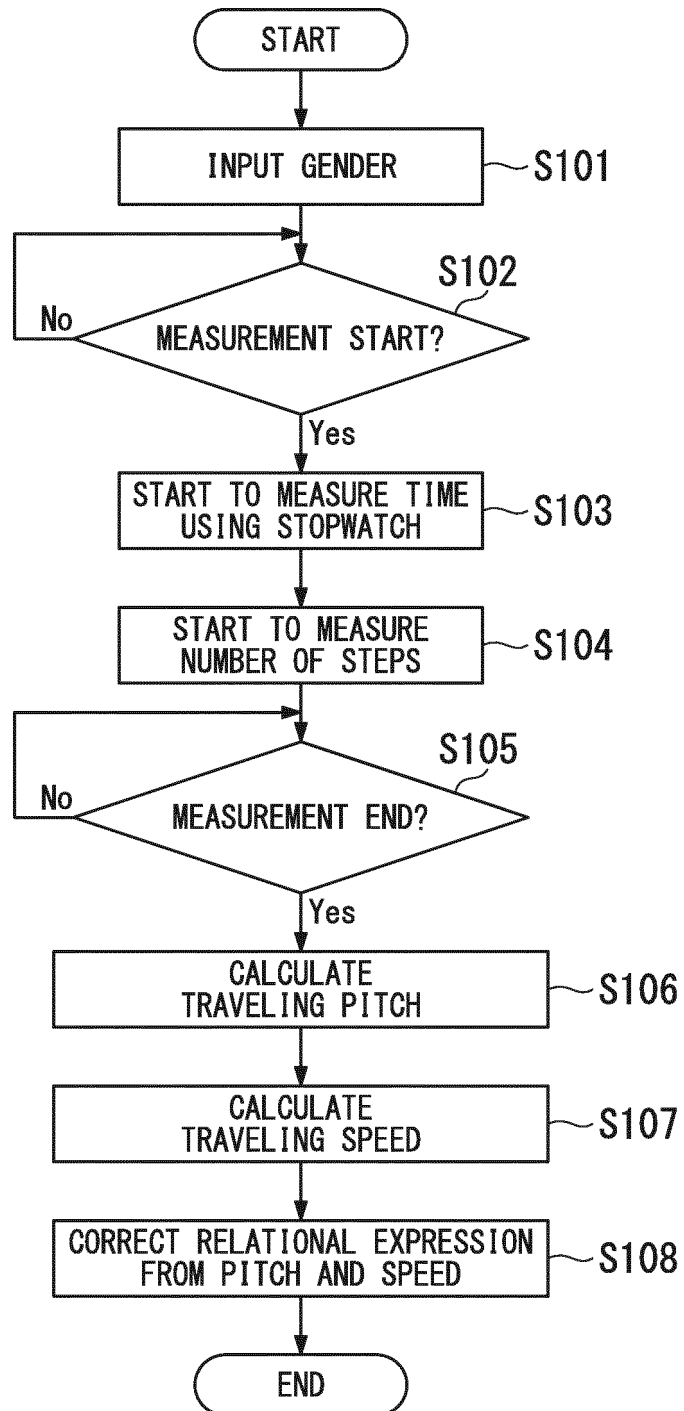 START
INPUT GENDER
S101
S102
No
MEASUREMENT START?
Yes
START TO MEASURE TIME
USING STOPWATCH
S103
START TO MEASURE
NUMBER OF STEPS
S104
S105
No
MEASUREMENT END?
Yes
CALCULATE
TRAVELING PITCH
S106
CALCULATE
TRAVELING SPEED
S107
CORRECT RELATIONAL EXPRESSION
FROM PITCH AND SPEED
S108
END